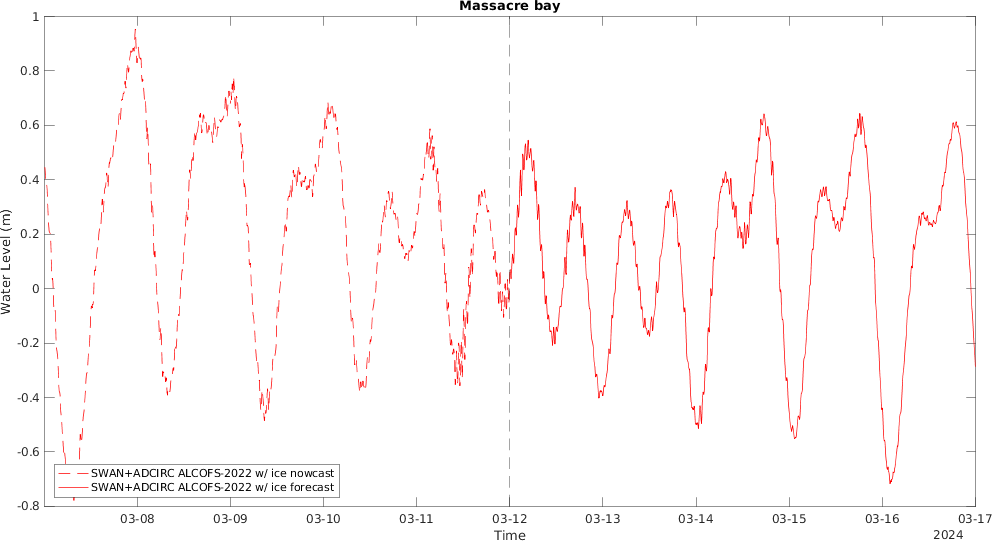 Massacre bay
1
0.8
0.6
0.4
0.2
0
-0.2
-0.4
-0.6
-0.8
Water Level (m)
SWAN+ADCIRC ALCOFS-2022 w/ ice nowcast
SWAN+ADCIRC ALCOFS-2022 w/ ice forecast
03-08 03-09 03-10 03-11 03-12 03-13 03-14 03-15 03-16 03-17
Time
2024